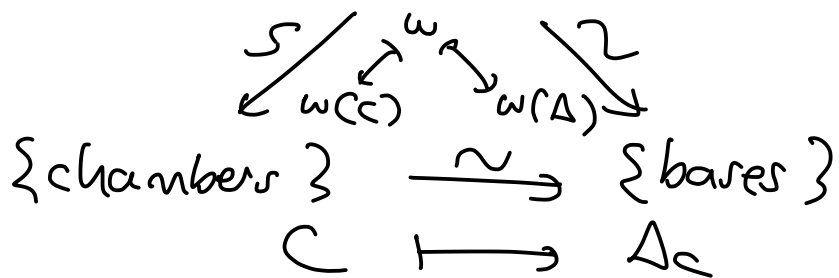 ∼ w ∼
w(C) w(Δ)
{chambers} ∼ {bases}
C ↦ Δ_C